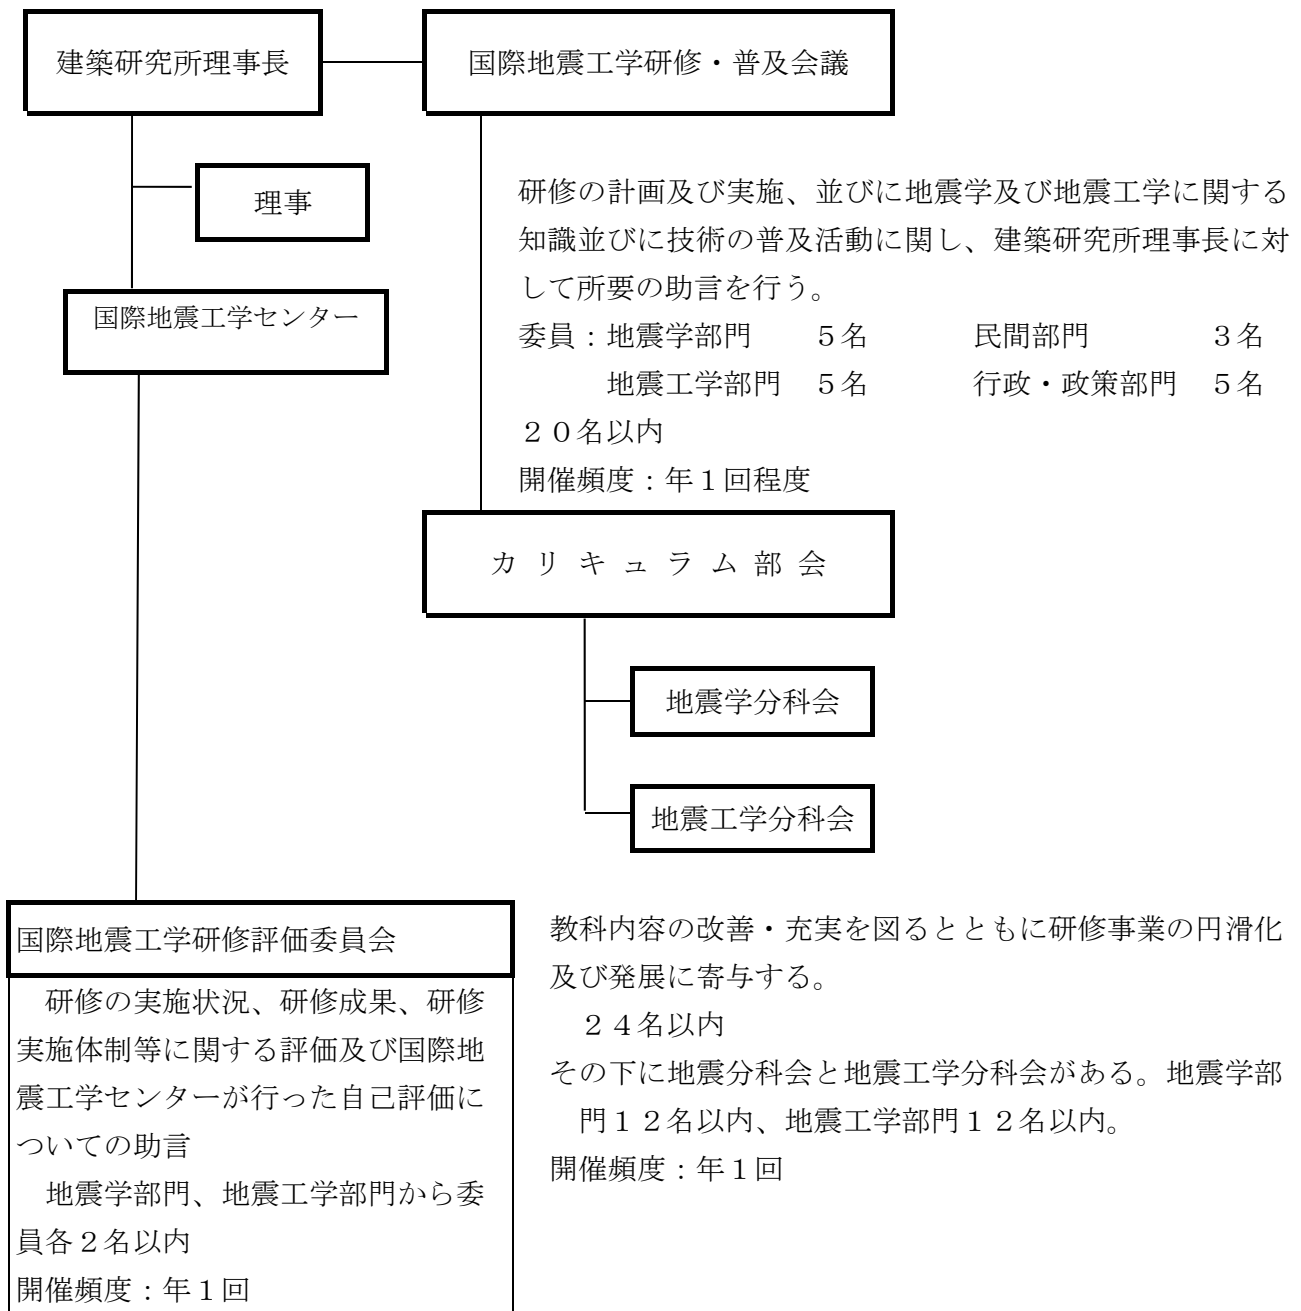 建築研究所理事長
国際地震工学研修・普及会議
理事
国際地震工学センター
研修の計画及び実施、並びに地震学及び地震工学に関する
知識並びに技術の普及活動に関し、建築研究所理事長に対
して所要の助言を行う。
委員：地震学部門　５名　民間部門　３名
地震工学部門　５名　行政・政策部門　５名
２０名以内
開催頻度：年１回程度
カリキュラム部会
地震学分科会
地震工学分科会
国際地震工学研修評価委員会
研修の実施状況、研修成果、研修
実施体制等に関する評価及び国際地
震工学センターが行った自己評価に
ついての助言
地震学部門、地震工学部門から委
員各２名以内
開催頻度：年１回
教科内容の改善・充実を図るとともに研修事業の円滑化
及び発展に寄与する。
２４名以内
その下に地震分科会と地震工学分科会がある。地震学部
門１２名以内、地震工学部門１２名以内。
開催頻度：年１回